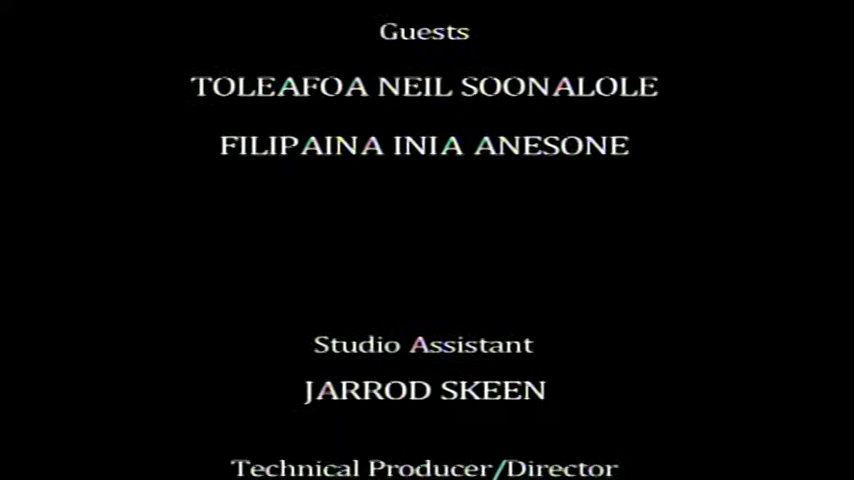 Guests
TOLEAFOA NEIL SOONALOLE
FILIPAINA INIA ANESONE
Studio Assistant
JARROD SKEEN
Technical Producer/Director